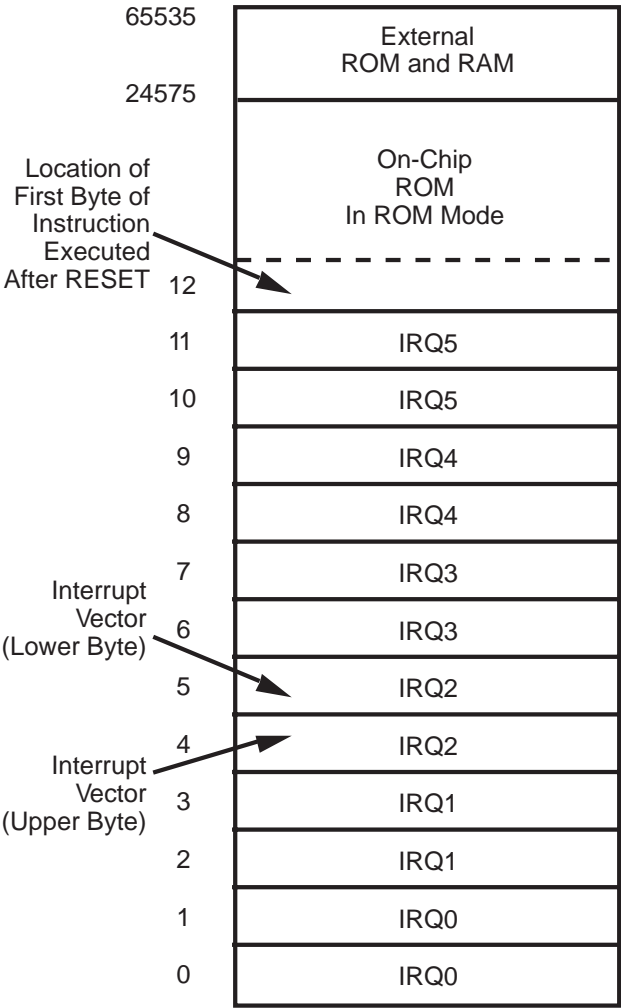 65535
External
ROM and RAM
24575
On-Chip
ROM
In ROM Mode
Location of
First Byte of
Instruction
Executed
After RESET
12
11
IRQ5
10
IRQ5
9
IRQ4
8
IRQ4
7
IRQ3
Interrupt
Vector
(Lower Byte)
6
IRQ3
5
IRQ2
4
IRQ2
Interrupt
Vector
(Upper Byte)
3
IRQ1
2
IRQ1
1
IRQ0
0
IRQ0